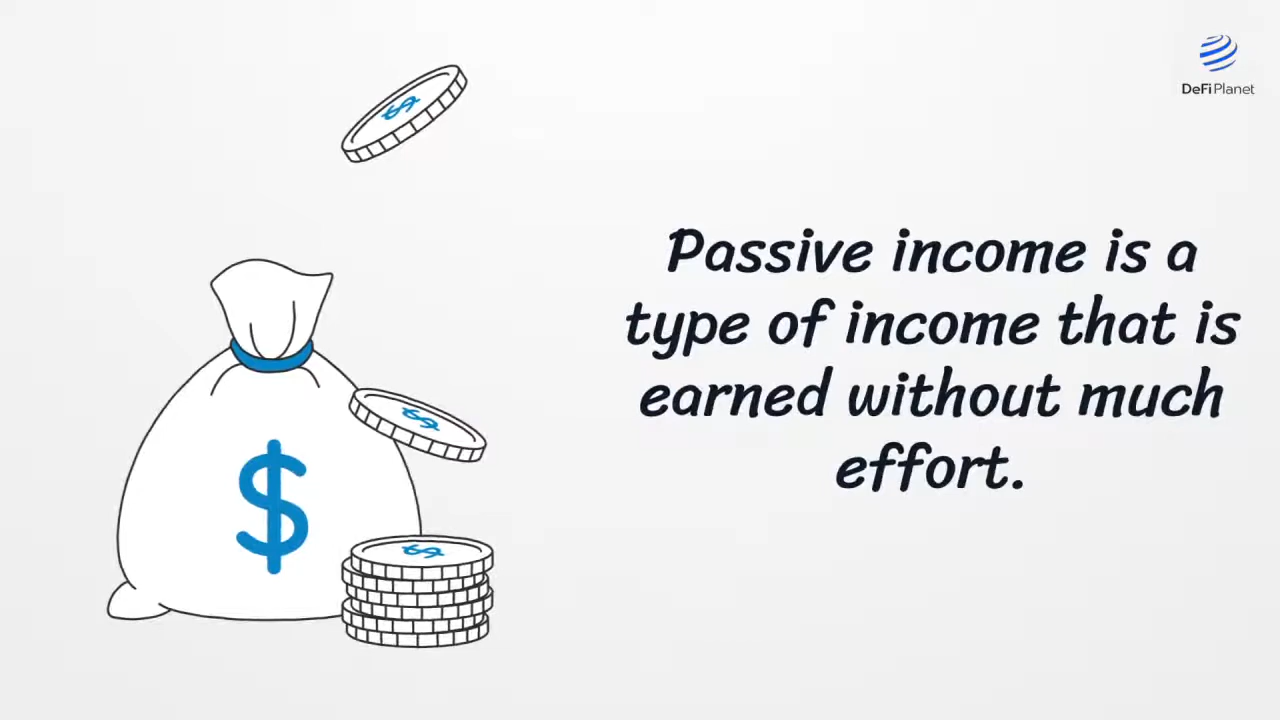 DeFi Planet
Passive income is a
type of income that is
earned without much
effort.
$
$
$
$